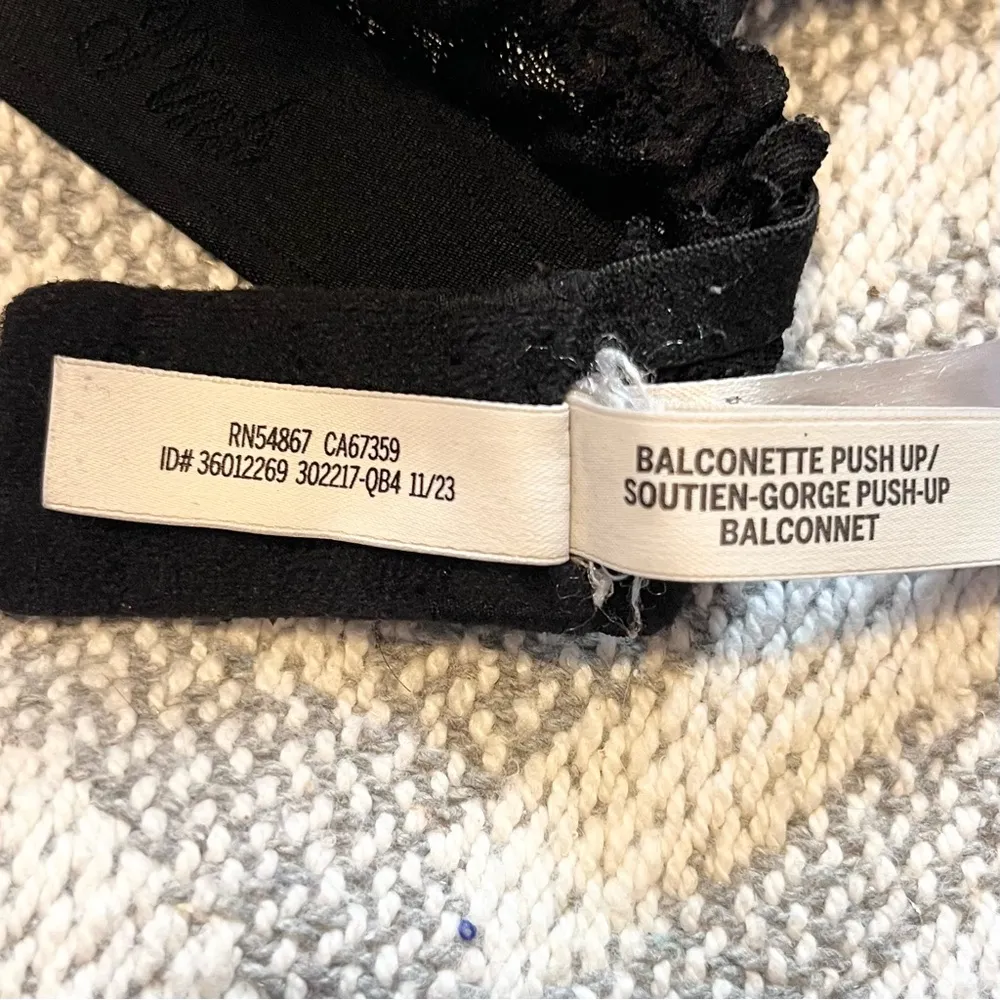 RN54867 CA67359
ID# 36012269 302217-QB4 11/23
BALCONETTE PUSH UP/
SOUTIEN-GORGE PUSH-UP
BALCONNET